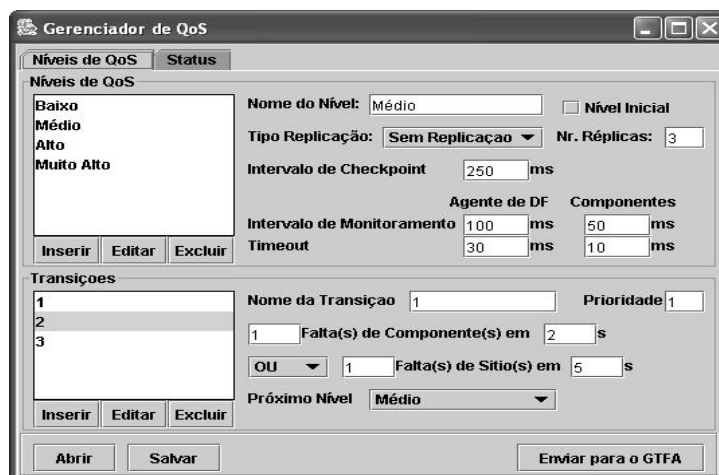 Gerenciador de QoS
Níveis de QoS Status
Níveis de QoS
Baixo
Médio
Alto
Muito Alto
Inserir Editar Excluir
Nome do Nível: Médio Nível Inicial
Tipo Replicação: Sem Replicaçao Nr. Réplicas: 3
Intervalo de Checkpoint 250 ms
Agente de DF Componentes
Intervalo de Monitoramento 100 ms 50 ms
Timeout 30 ms 10 ms
Transiçoes
1
2
3
Inserir Editar Excluir
Nome da Transiçao 1 Prioridade 1
1 Falta(s) de Componente(s) em 2 s
OU 1 Falta(s) de Sitio(s) em 5 s
Próximo Nível Médio
Abrir Salvar Enviar para o GTFA